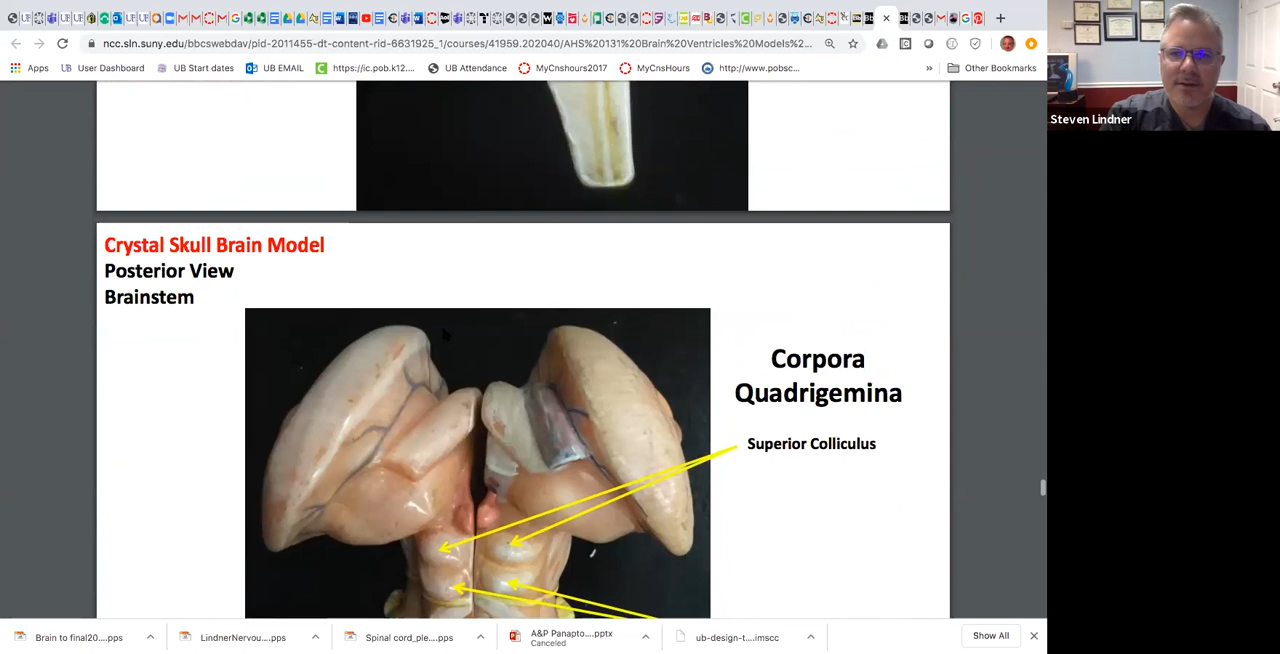 ncc.sln.suny.edu/bbcswebdav/pid-2011455-dt-content-rid-6631925_1/courses/41959.202040/AHS%20131%20Brain%20Ventricles%20Models%2...
Apps
User Dashboard
UB Start dates
UB EMAIL
https://ic.pob.k12....
UB Attendance
MyCnshours2017
MyCnsHours
http://www.pobsc...
»
Other Bookmarks
Steven Lindner
Crystal Skull Brain Model
Posterior View
Brainstem
Corpora
Quadrigemina
Superior Colliculus
Brain to final20....pps
LindnerNervou....pps
Spinal cord_ple....pps
A&P Panapto....pptx
Canceled
ub-design-t....imscc
Show All